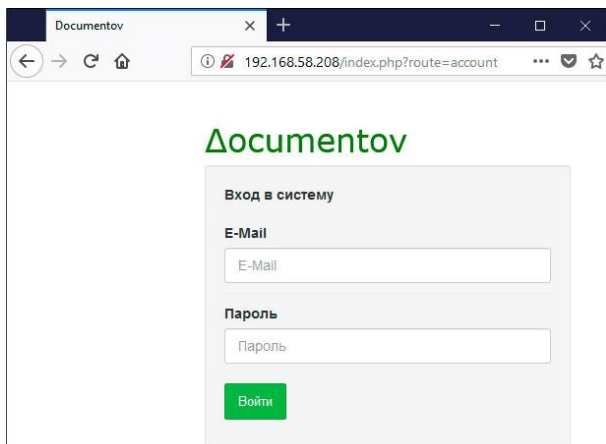 Documentov
192.168.58.208/index.php?route=account
Δocumentov
Вход в систему
E-Mail
E-Mail
Пароль
Пароль
Войти